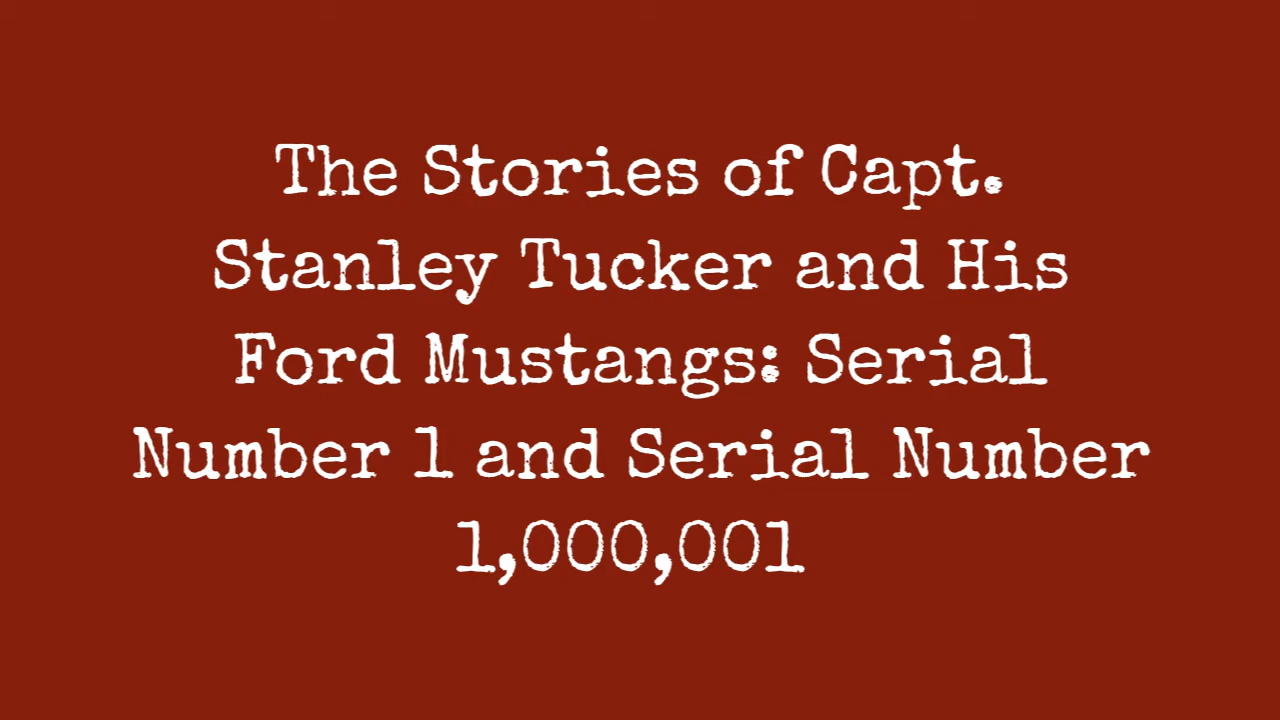 The Stories of Capt.
Stanley Tucker and His
Ford Mustangs: Serial
Number 1 and Serial Number
1,000,001